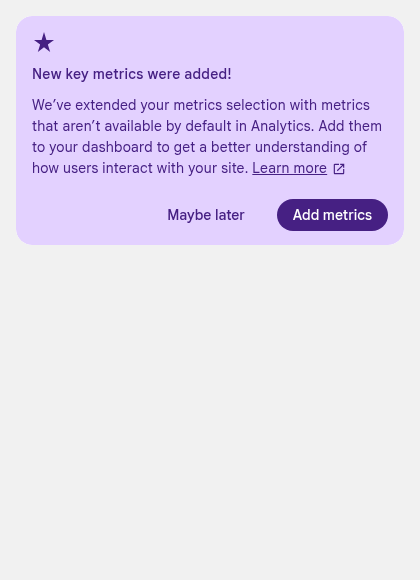 New key metrics were added!
We’ve extended your metrics selection with metrics
that aren’t available by default in Analytics. Add them
to your dashboard to get a better understanding of
how users interact with your site. Learn more
Maybe later Add metrics